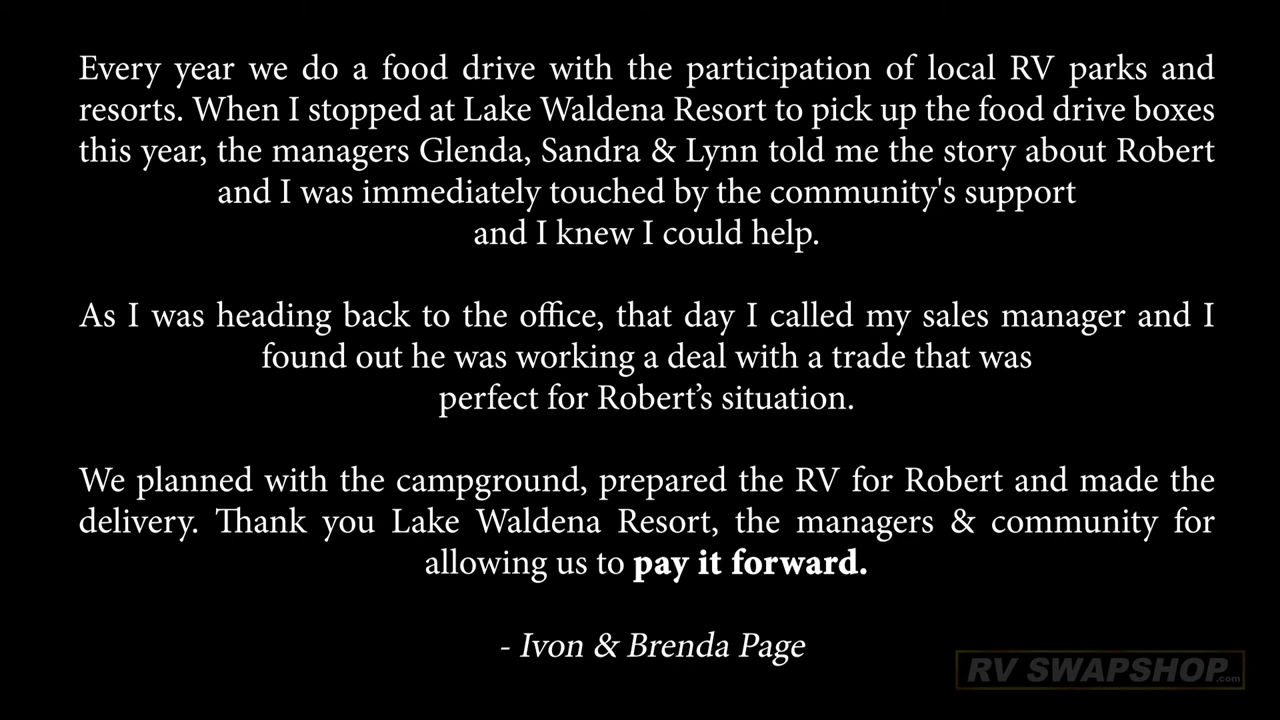 Every year we do a food drive with the participation of local RV parks and
resorts. When I stopped at Lake Waldena Resort to pick up the food drive boxes
this year, the managers Glenda, Sandra & Lynn told me the story about Robert
and I was immediately touched by the community's support
and I knew I could help.
As I was heading back to the office, that day I called my sales manager and I
found out he was working a deal with a trade that was
perfect for Robert’s situation.
We planned with the campground, prepared the RV for Robert and made the
delivery. Thank you Lake Waldena Resort, the managers & community for
allowing us to pay it forward.
- Ivon & Brenda Page
RV SWAPSHOP.com